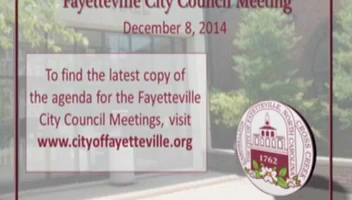 Fayetteville City Council Meeting
December 8, 2014
To find the latest copy of
the agenda for the Fayetteville
City Council Meetings, visit
www.cityoffayetteville.org
1762